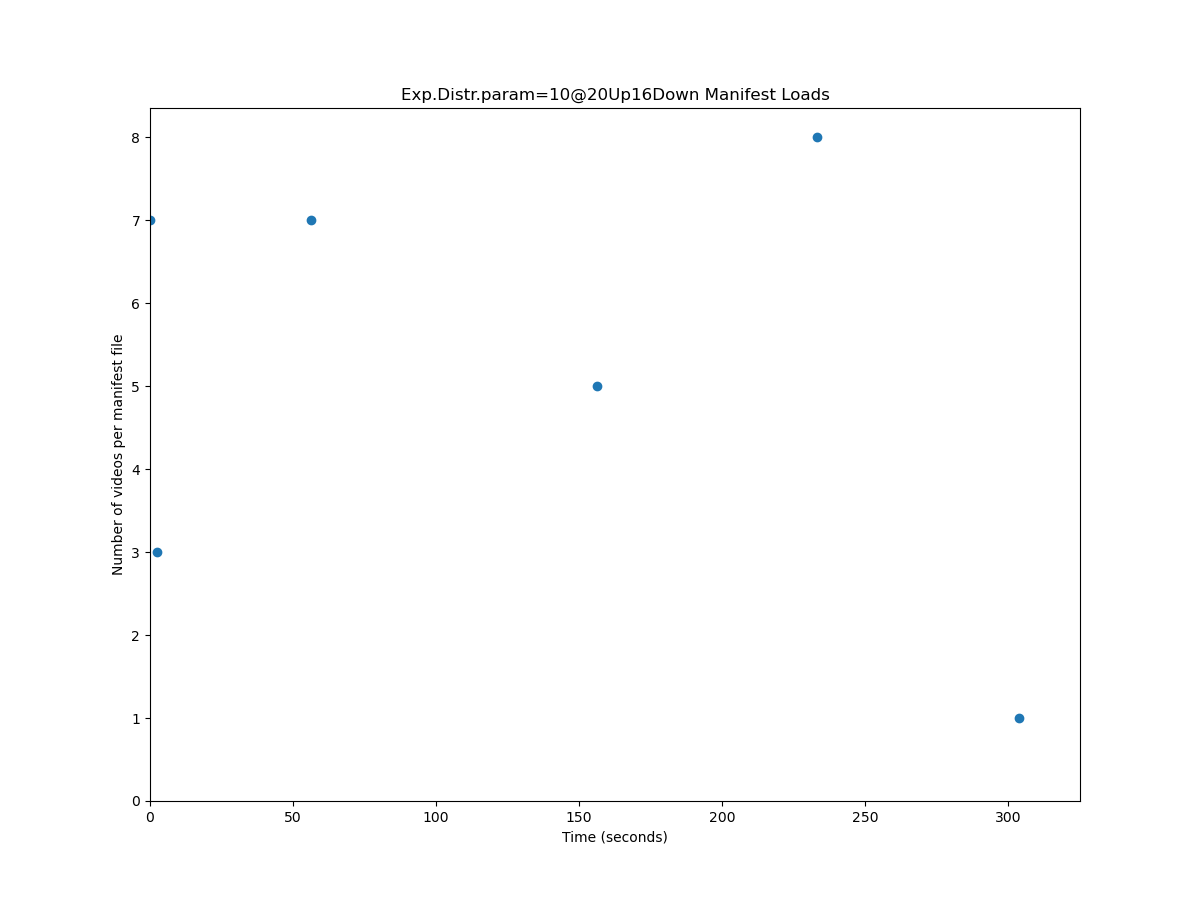 Exp.Distr.param=10@20Up16Down Manifest Loads
Number of videos per manifest file
8
7
6
5
4
3
2
1
0
0 50 100 150 200 250 300
Time (seconds)